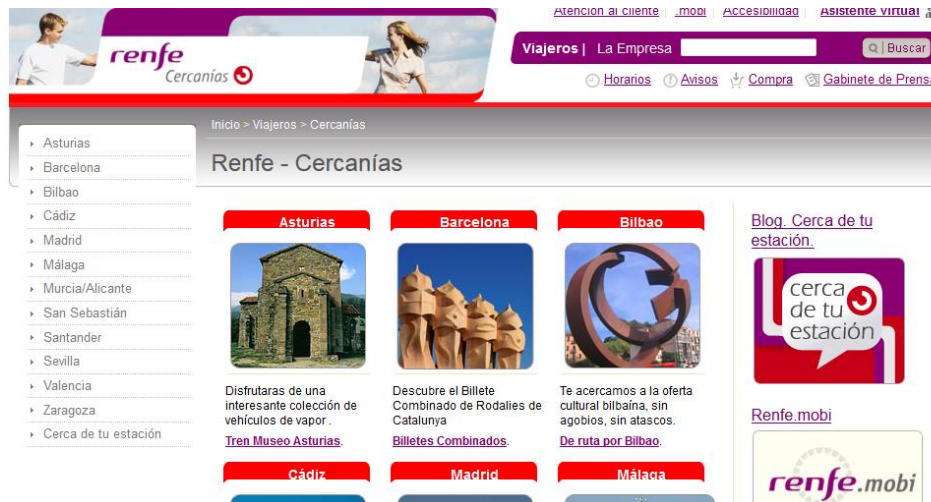 Atención al cliente .mobi Accesibilidad Asistente virtual
renfe
Cercanías
Viajeros | La Empresa Buscar
Horarios Avisos Compra Gabinete de Prensa
Inicio > Viajeros > Cercanías
Renfe - Cercanías
Asturias
Barcelona
Bilbao
Cádiz
Madrid
Málaga
Murcia/Alicante
San Sebastián
Santander
Sevilla
Valencia
Zaragoza
Cerca de tu estación
Asturias
Disfrutaras de una
interesante colección de
vehículos de vapor .
Tren Museo Asturias.
Barcelona
Descubre el Billete
Combinado de Rodalies de
Catalunya
Billetes Combinados.
Bilbao
Te acercamos a la oferta
cultural bilbaína, sin
agobios, sin atascos.
De ruta por Bilbao.
Cádiz
Madrid
Málaga
Blog. Cerca de tu
estación.
cerca
de tu
estación
Renfe.mobi
renfe.mobi